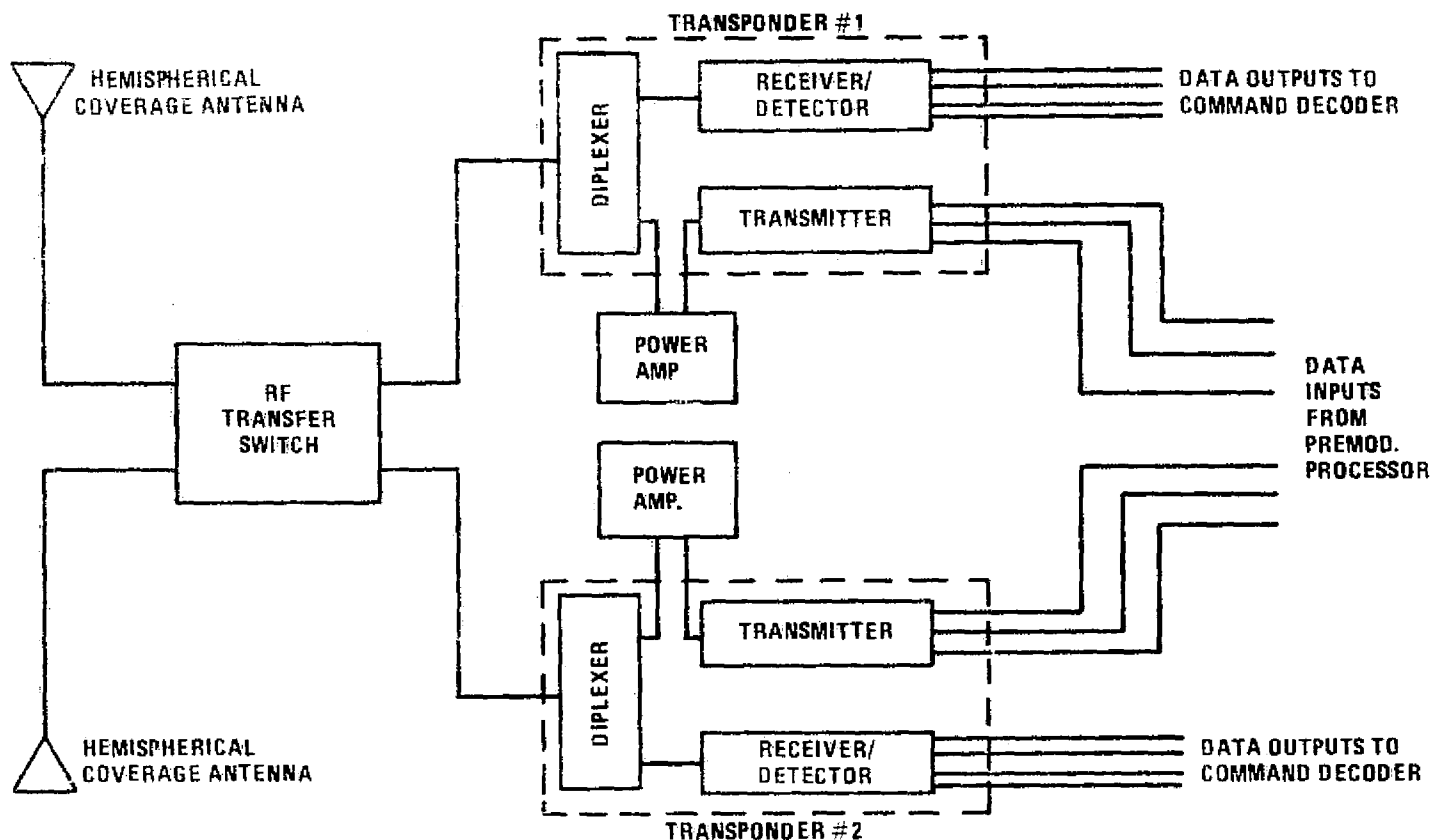 TRANSPONDER #1
HEMISPHERICAL
COVERAGE ANTENNA
DIPLEXER
RECEIVER/
DETECTOR
DATA OUTPUTS TO
COMMAND DECODER
TRANSMITTER
POWER
AMP
RF
TRANSFER
SWITCH
DATA
INPUTS
FROM
PREMOD.
PROCESSOR
POWER
AMP.
DIPLEXER
TRANSMITTER
HEMISPHERICAL
COVERAGE ANTENNA
RECEIVER/
DETECTOR
DATA OUTPUTS TO
COMMAND DECODER
TRANSPONDER #2